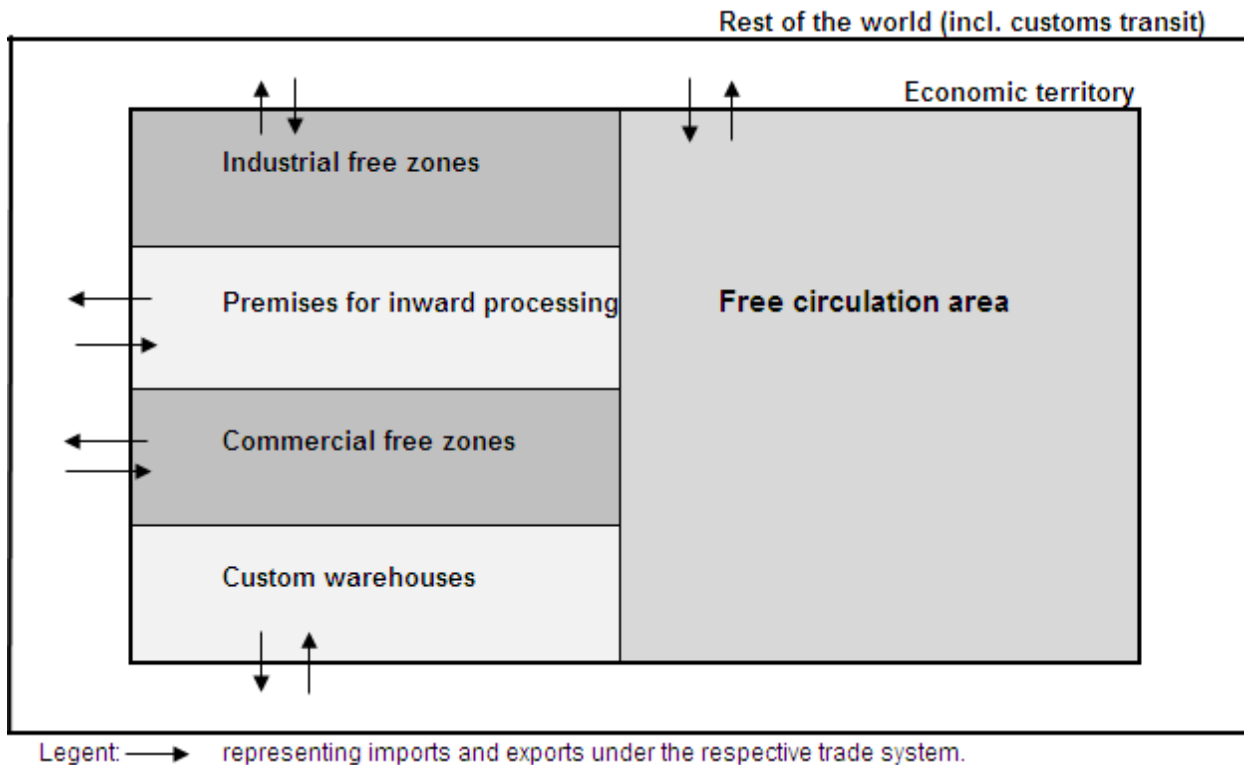 Rest of the world (incl. customs transit)
Economic territory
Industrial free zones
Premises for inward processing
Free circulation area
Commercial free zones
Custom warehouses
Legent: representing imports and exports under the respective trade system.